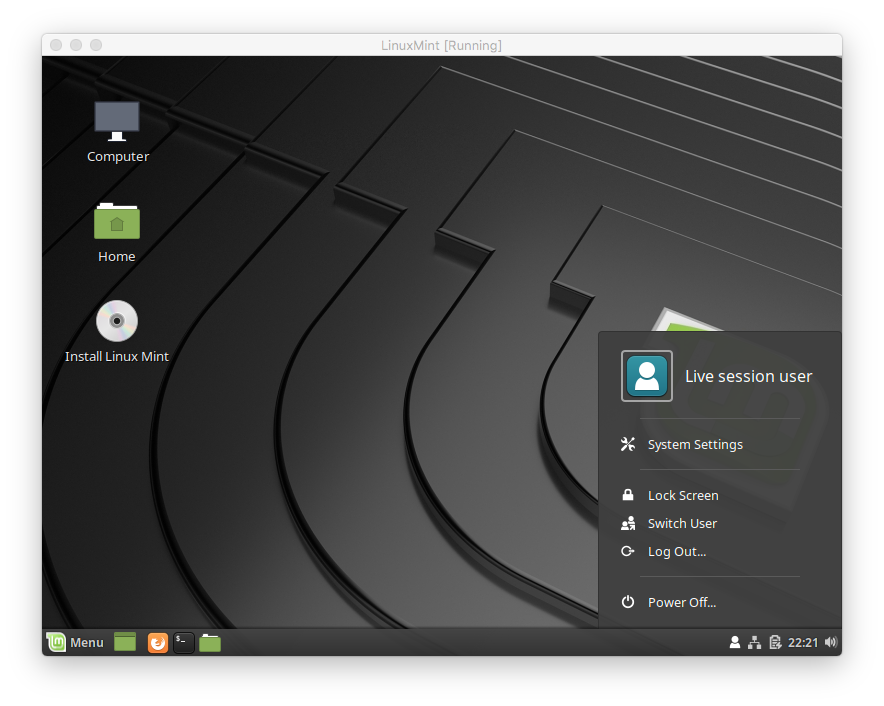 LinuxMint [Running]
Computer
Home
Install Linux Mint
Live session user
System Settings
Lock Screen
Switch User
Log Out...
Power Off...
Menu
$-
22:21